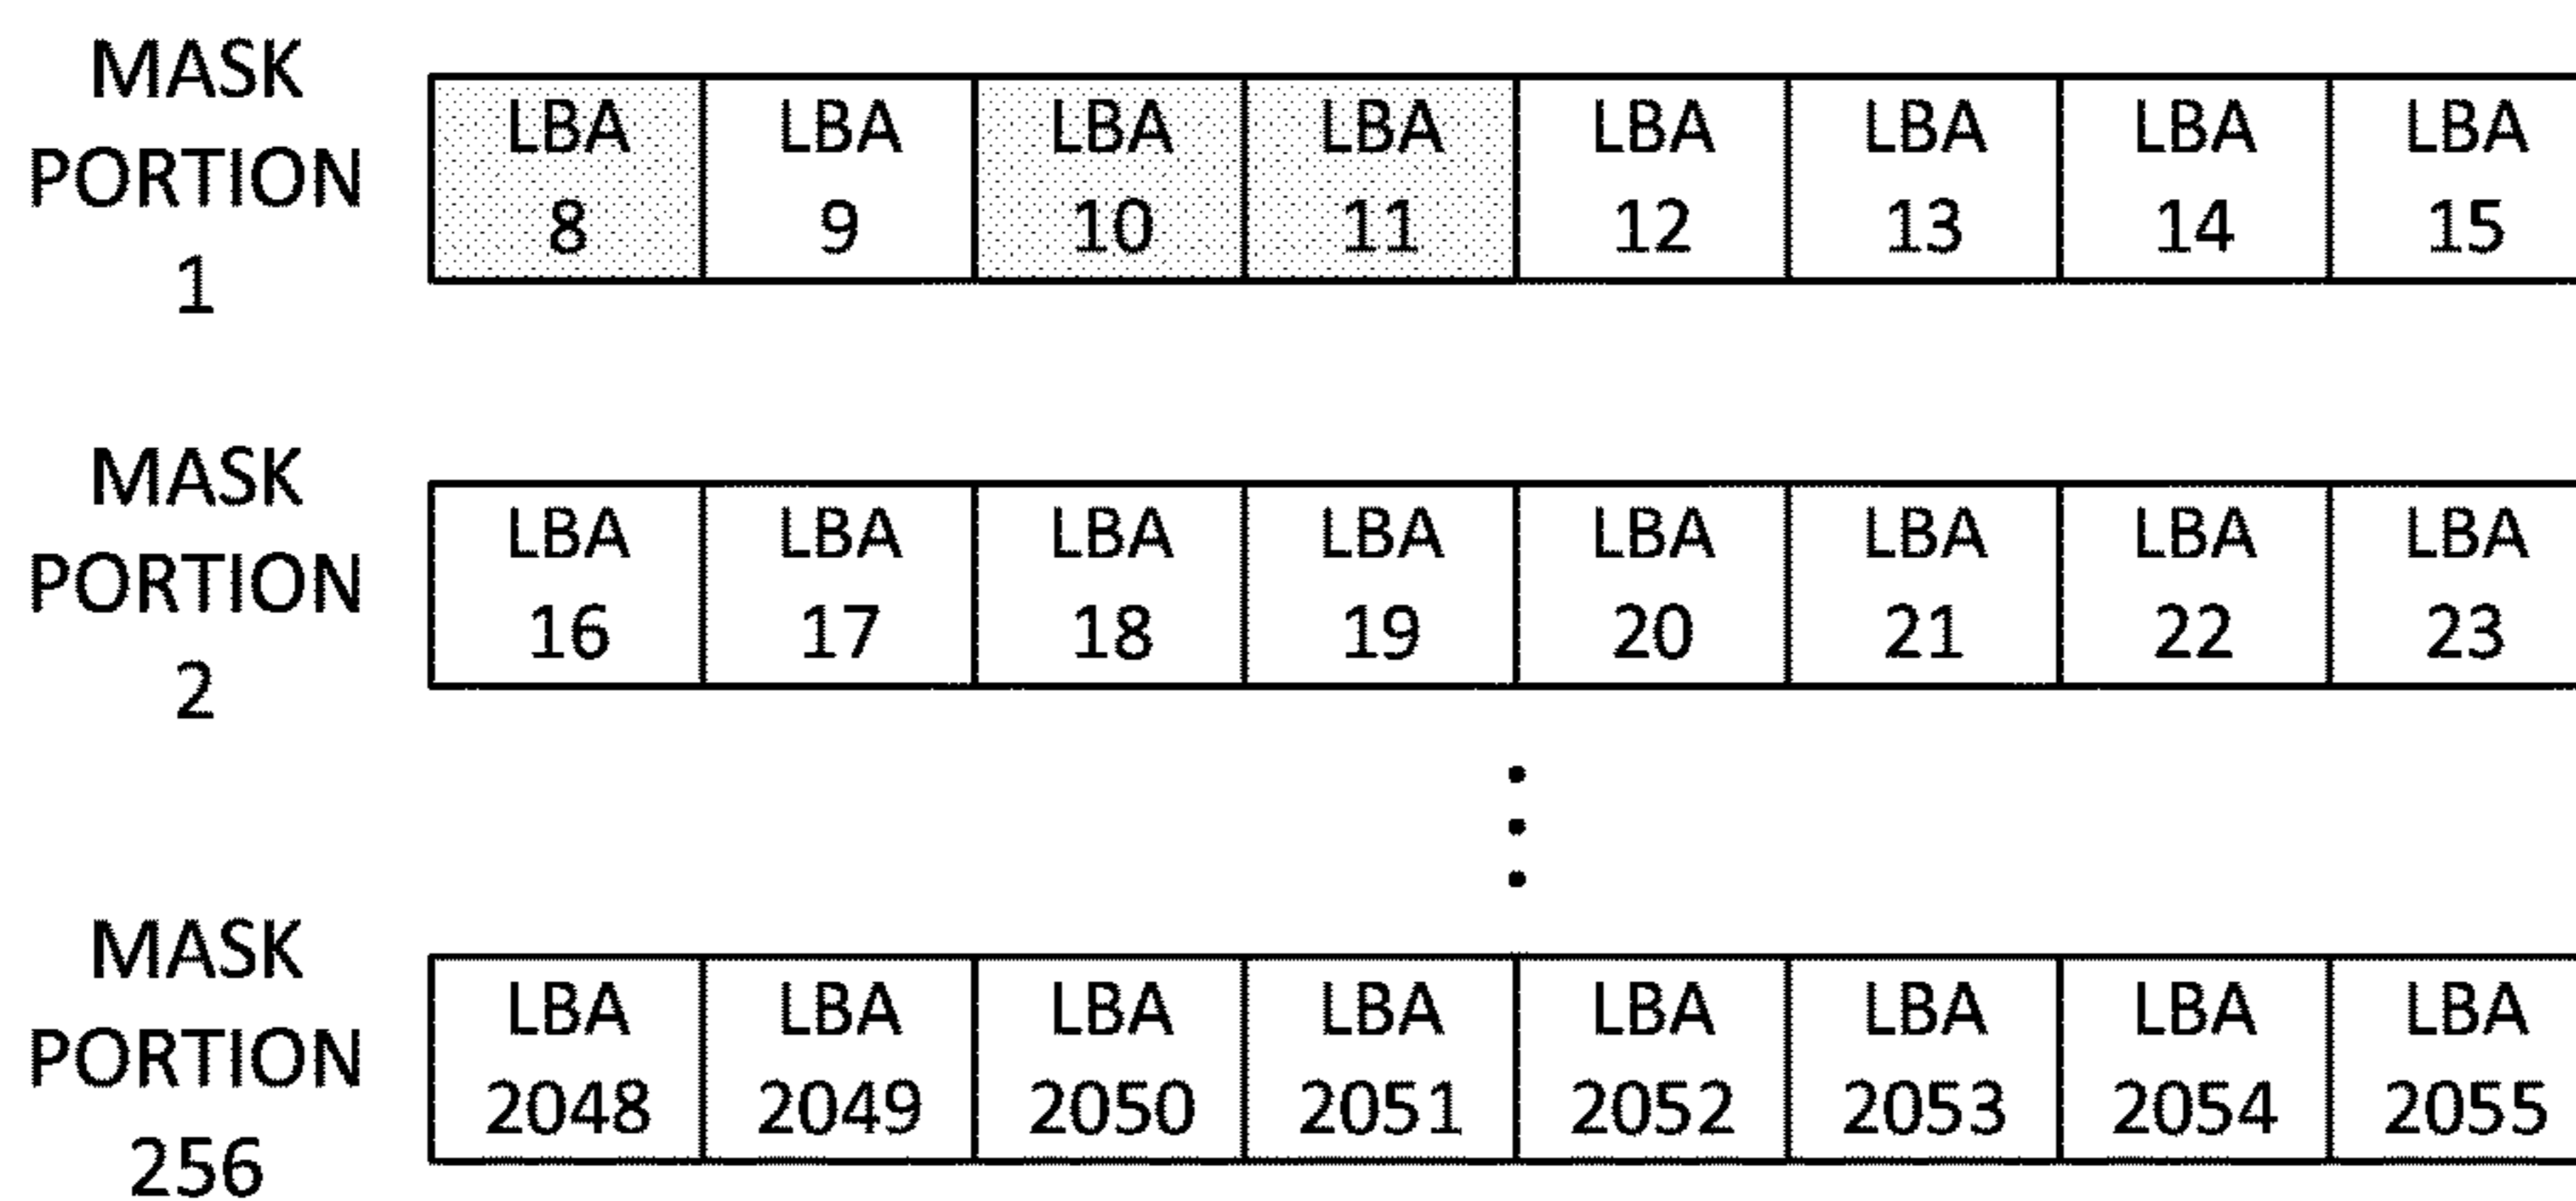 MASK
PORTION
1
LBA LBA LBA LBA LBA LBA LBA LBA
8 9 10 11 12 13 14 15
MASK
PORTION
2
LBA LBA LBA LBA LBA LBA LBA LBA
16 17 18 19 20 21 22 23
MASK
PORTION
256
LBA LBA LBA LBA LBA LBA LBA LBA
2048 2049 2050 2051 2052 2053 2054 2055